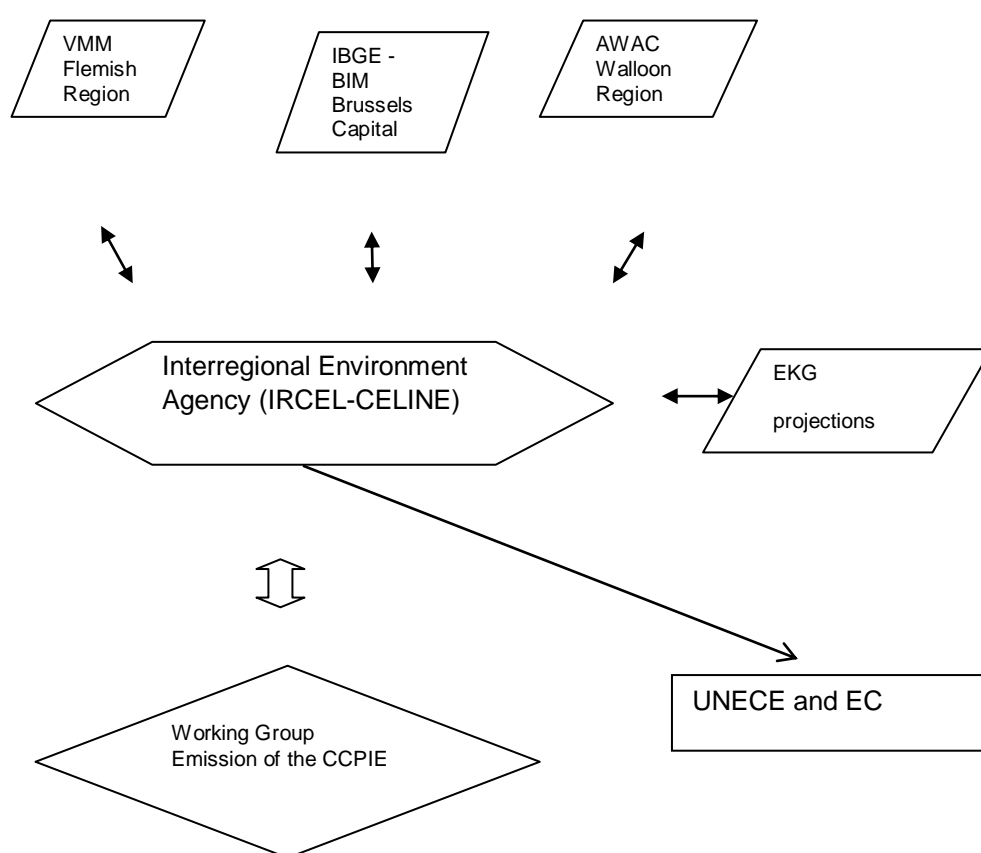 VMM
Flemish
Region
IBGE -
BIM
Brussels
Capital
AWAC
Walloon
Region
Interregional Environment
Agency (IRCEL-CELINE)
EKG
projections
Working Group
Emission of the CCPIE
UNECE and EC